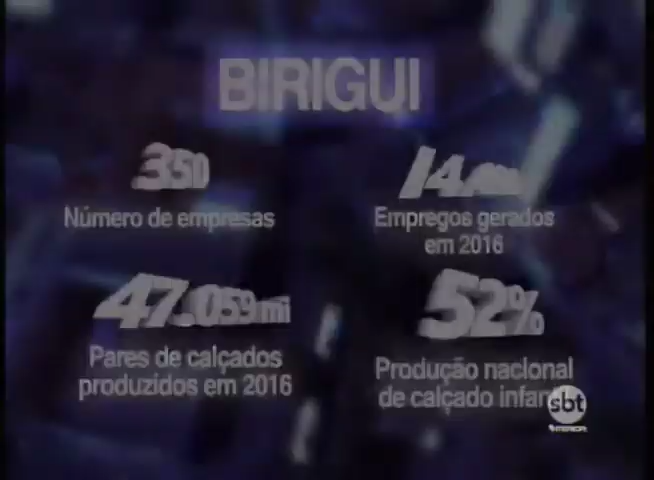 BIRIGUI
350
Número de empresas
Empregos gerados
em 2016
47.059 mi
Pares de calçados
produzidos em 2016
52%
Produção nacional
de calçado
sbt
INTERIOR